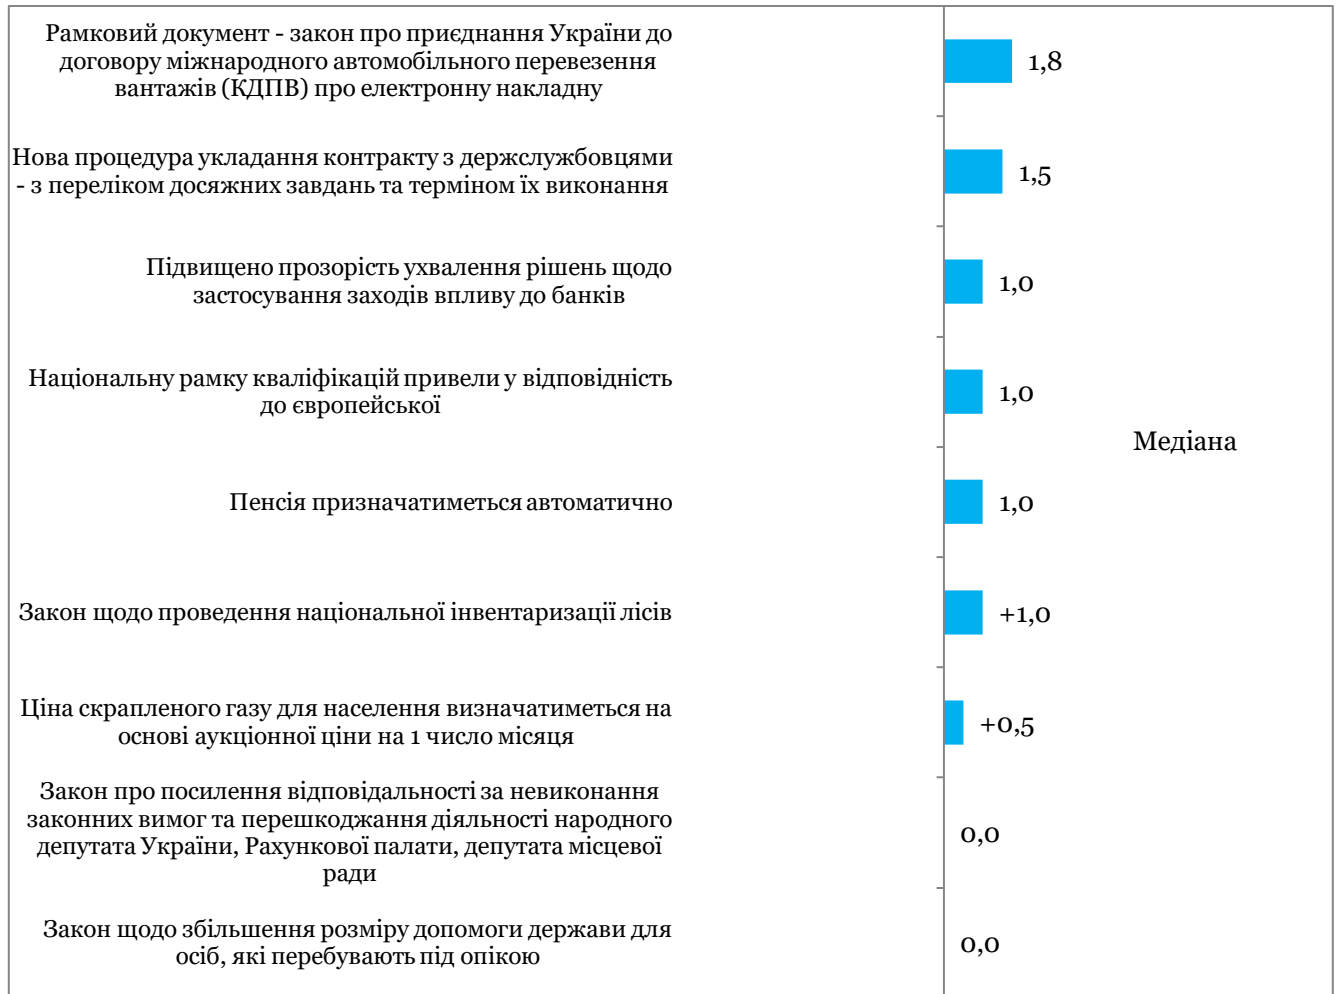 Рамковий документ - закон про приєднання України до
договору міжнародного автомобільного перевезення
вантажів (КДПВ) про електронну накладну
1,8
Нова процедура укладання контракту з держслужбовцями
- з переліком досяжних завдань та терміном їх виконання
1,5
Підвищено прозорість ухвалення рішень щодо
застосування заходів впливу до банків
1,0
Національну рамку кваліфікацій привели у відповідність
до європейської
1,0
Медіана
Пенсія призначатиметься автоматично
1,0
Закон щодо проведення національної інвентаризації лісів
+1,0
Ціна скрапленого газу для населення визначатиметься на
основі аукціонної ціни на 1 число місяця
+0,5
Закон про посилення відповідальності за невиконання
законних вимог та перешкоджання діяльності народного
депутата України, Рахункової палати, депутата місцевої
ради
0,0
Закон щодо збільшення розміру допомоги держави для
осіб, які перебувають під опікою
0,0